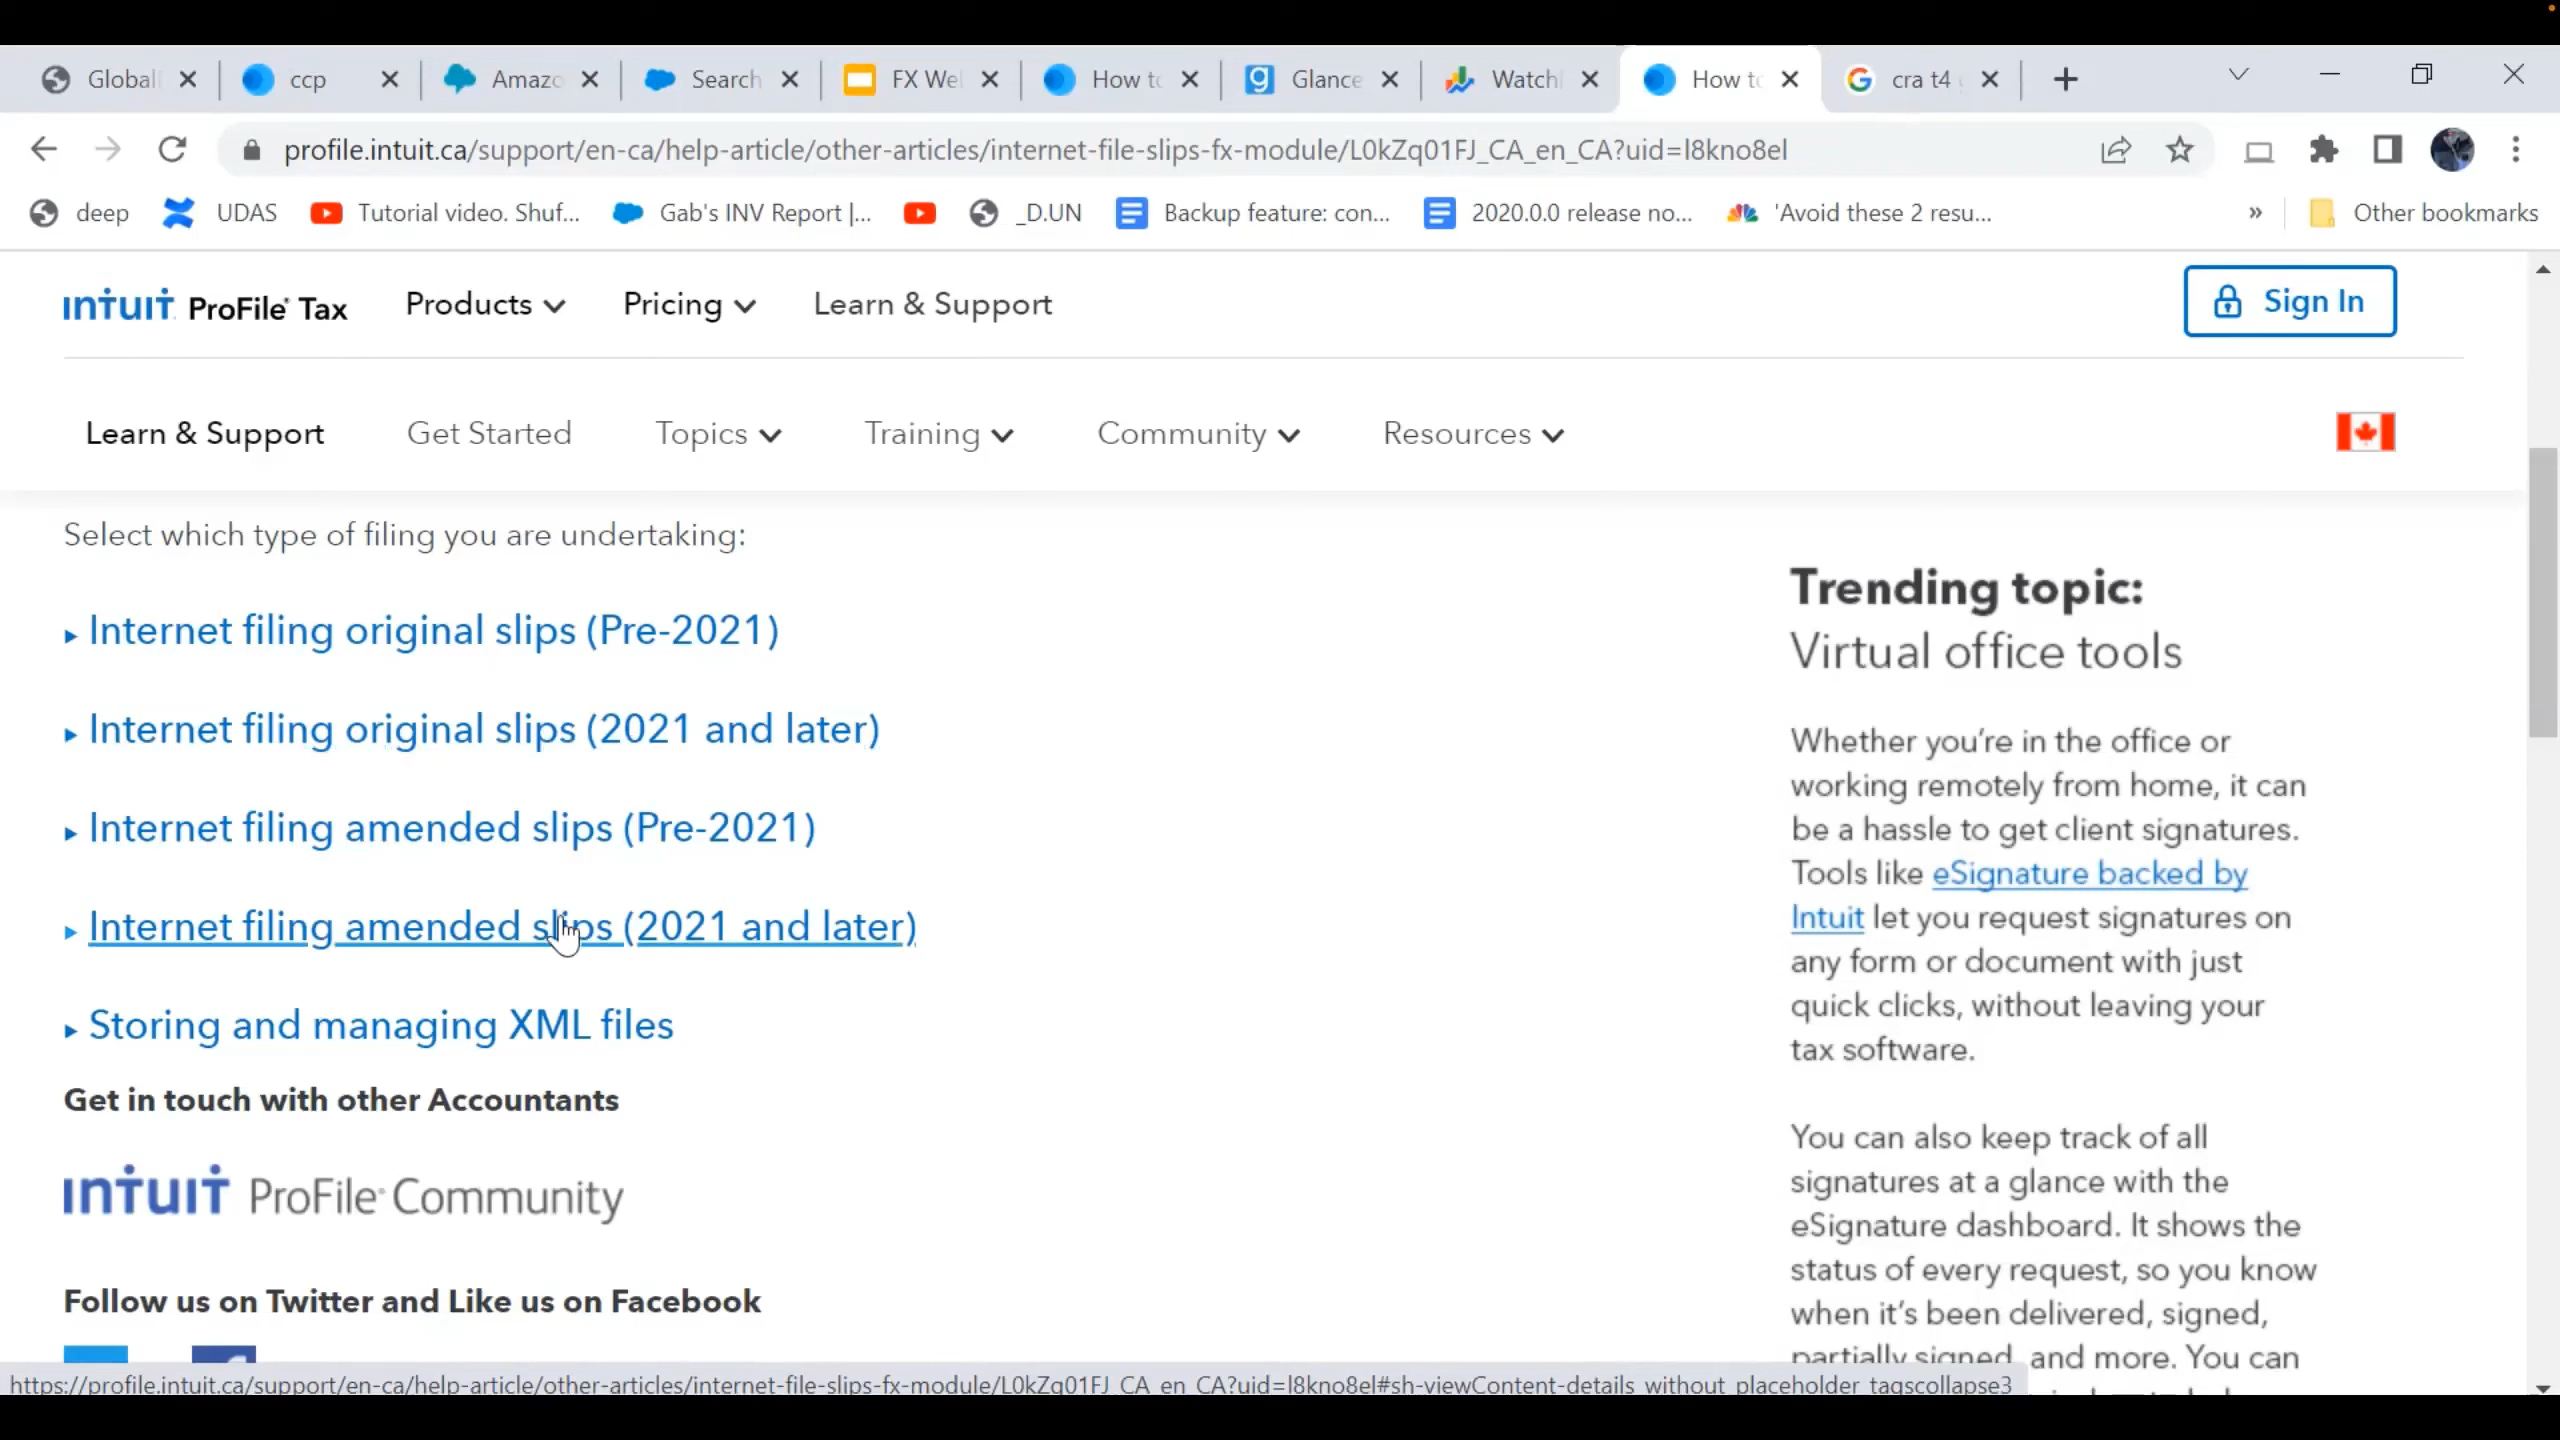 Global
ccp
Amazo
Search
FX We
How to
Glance
Watch
How to
cra t4
profile.intuit.ca/support/en-ca/help-article/other-articles/internet-file-slips-fx-module/L0kZq01FJ_CA_en_CA?uid=l8kno8el
deep
UDAS
Tutorial video. Shuf...
Gab's INV Report |...
_D.UN
Backup feature: con...
2020.0.0 release no...
'Avoid these 2 resu...
»
Other bookmarks
INTUIT ProFile® Tax
Products
Pricing
Learn & Support
Sign In
Learn & Support
Get Started
Topics
Training
Community
Resources
Select which type of filing you are undertaking:
Internet filing original slips (Pre-2021)
Internet filing original slips (2021 and later)
Internet filing amended slips (Pre-2021)
Internet filing amended slips (2021 and later)
Storing and managing XML files
Get in touch with other Accountants
INTUIT ProFile® Community
Follow us on Twitter and Like us on Facebook
Trending topic:
Virtual office tools
Whether you're in the office or
working remotely from home, it can
be a hassle to get client signatures.
Tools like eSignature backed by
Intuit let you request signatures on
any form or document with just
quick clicks, without leaving your
tax software.
You can also keep track of all
signatures at a glance with the
eSignature dashboard. It shows the
status of every request, so you know
when it's been delivered, signed,
partially signed, and more. You can
https://profile.intuit.ca/support/en-ca/help-article/other-articles/internet-file-slips-fx-module/L0kZq01FJ_CA_en_CA?uid=l8kno8el#sh-viewContent-details_without_placeholder_tagscollapse3